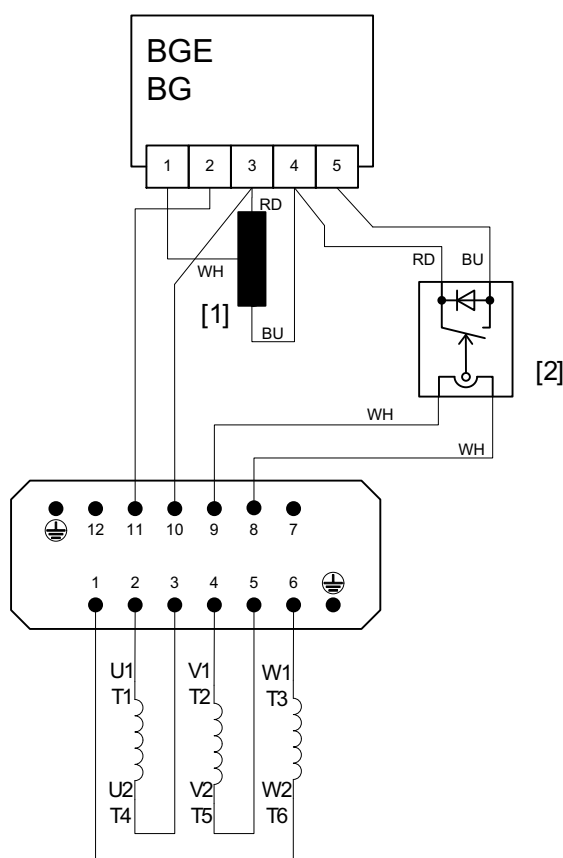 BGE
BG
1 2 3 4 5
RD
WH
RD BU
[1]
BU
[2]
WH
WH
12 11 10 9 8 7
1 2 3 4 5 6
U1 V1 W1
T1 T2 T3
U2 V2 W2
T4 T5 T6